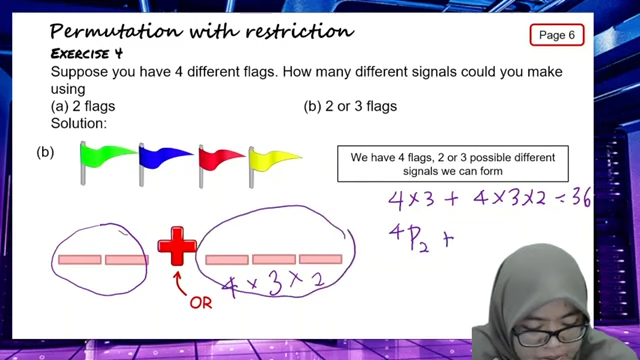 Permutation with restriction
Page 6
Exercise 4
Suppose you have 4 different flags. How many different signals could you make
using
(a) 2 flags
(b) 2 or 3 flags
Solution:
(b)
We have 4 flags, 2 or 3 possible different
signals we can form
4 × 3 + 4 × 3 × 2 = 36
4P2 +
4 × 3 × 2
OR